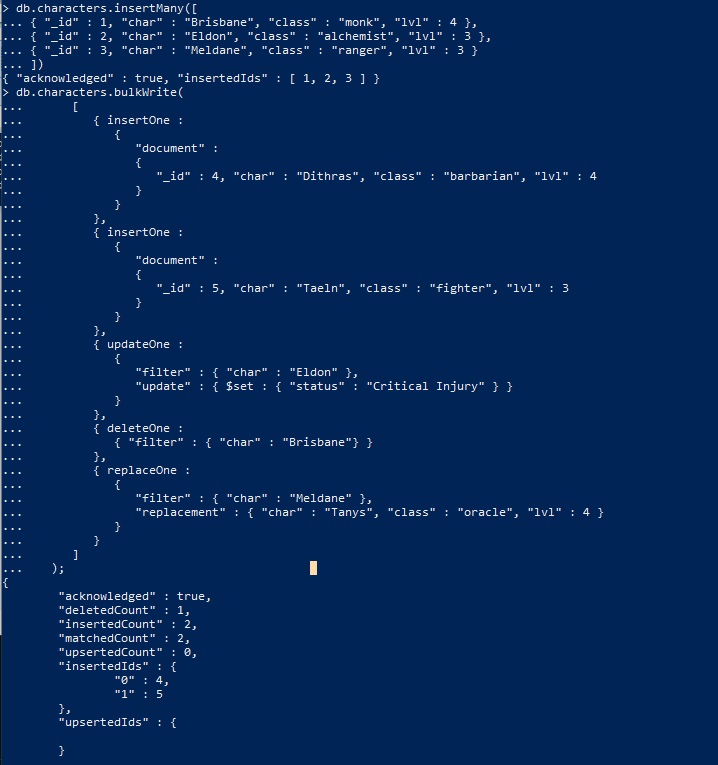 > db.characters.insertMany([
... { "_id" : 1, "char" : "Brisbane", "class" : "monk", "lvl" : 4 },
... { "_id" : 2, "char" : "Eldon", "class" : "alchemist", "lvl" : 3 },
... { "_id" : 3, "char" : "Meldane", "class" : "ranger", "lvl" : 3 }
... ])
{ "acknowledged" : true, "insertedIds" : [ 1, 2, 3 ] }
> db.characters.bulkWrite(
...       [
...          { insertOne :
...             {
...                "document" :
...                {
...                   "_id" : 4, "char" : "Dithras", "class" : "barbarian", "lvl" : 4
...                }
...             }
...          },
...          { insertOne :
...             {
...                "document" :
...                {
...                   "_id" : 5, "char" : "Taeln", "class" : "fighter", "lvl" : 3
...                }
...             }
...          },
...          { updateOne :
...             {
...                "filter" : { "char" : "Eldon" },
...                "update" : { $set : { "status" : "Critical Injury" } }
...             }
...          },
...          { deleteOne :
...             { "filter" : { "char" : "Brisbane"} }
...          },
...          { replaceOne :
...             {
...                "filter" : { "char" : "Meldane" },
...                "replacement" : { "char" : "Tanys", "class" : "oracle", "lvl" : 4 }
...             }
...          }
...       ]
...    );
{
        "acknowledged" : true,
        "deletedCount" : 1,
        "insertedCount" : 2,
        "matchedCount" : 2,
        "upsertedCount" : 0,
        "insertedIds" : {
                "0" : 4,
                "1" : 5
        },
        "upsertedIds" : {
        }